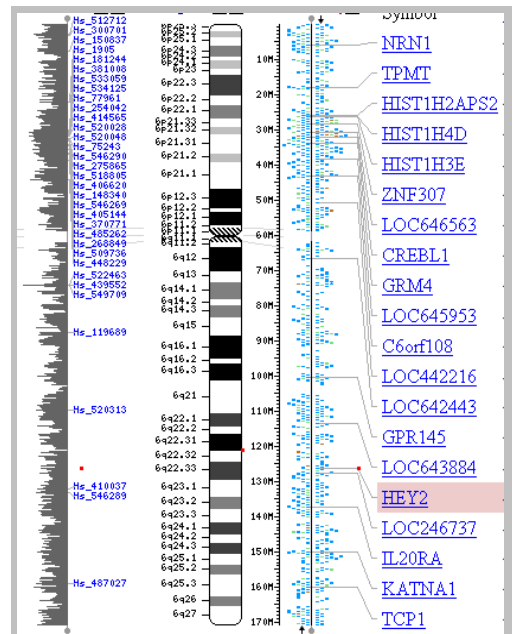 Symbol
Hs_512712
Hs_300701
Hs_150837
Hs_1905
Hs_181244
Hs_381008
Hs_533059
Hs_534125
Hs_77961
Hs_254042
Hs_414565
Hs_520028
Hs_520048
Hs_75243
Hs_546290
Hs_275865
Hs_518805
Hs_406620
Hs_148340
Hs_546269
Hs_405144
Hs_370771
Hs_485262
Hs_268849
Hs_509736
Hs_448229
Hs_522463
Hs_439552
Hs_549709
Hs_119689
Hs_520313
Hs_410037
Hs_546289
Hs_487027
6p25.1
6p24.3
6p24.1
6p23
6p22.3
6p22.2
6p22.1
6p21.33
6p21.32
6p21.31
6p21.2
6p21.1
6p12.3
6p12.2
6p12.1
6q12
6q13
6q14.1
6q14.2
6q14.3
6q15
6q16.1
6q16.2
6q16.3
6q21
6q22.1
6q22.2
6q22.31
6q22.32
6q22.33
6q23.1
6q23.2
6q23.3
6q24.1
6q24.2
6q24.3
6q25.1
6q25.2
6q25.3
6q26
6q27
10M
20M
30M
40M
50M
60M
70M
80M
90M
100M
110M
120M
130M
140M
150M
160M
170M
NRN1
TPMT
HIST1H2APS2
HIST1H4D
HIST1H3E
ZNF307
LOC646563
CREBL1
GRM4
LOC645953
C6orf108
LOC442216
LOC642443
GPR145
LOC643884
HEY2
LOC246737
IL20RA
KATNA1
TCP1